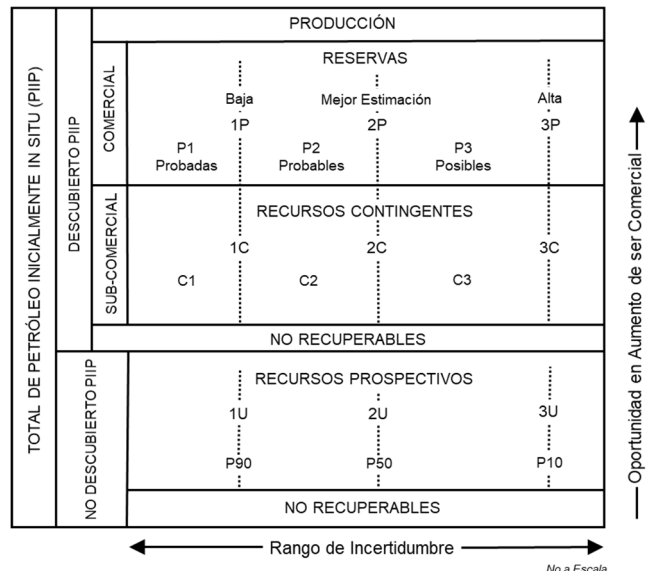 TOTAL DE PETRÓLEO INICIALMENTE IN SITU (PIIP)
DESCUBIERTO PIIP
COMERCIAL
PRODUCCIÓN
RESERVAS
Baja Mejor Estimación Alta
1P 2P 3P
P1 P2 P3
Probadas Probables Posibles
SUB-COMERCIAL
RECURSOS CONTINGENTES
1C 2C 3C
C1 C2 C3
NO RECUPERABLES
NO DESCUBIERTO PIIP
RECURSOS PROSPECTIVOS
1U 2U 3U
P90 P50 P10
NO RECUPERABLES
Rango de Incertidumbre
Oportunidad en Aumento de ser Comercial
No a Escala